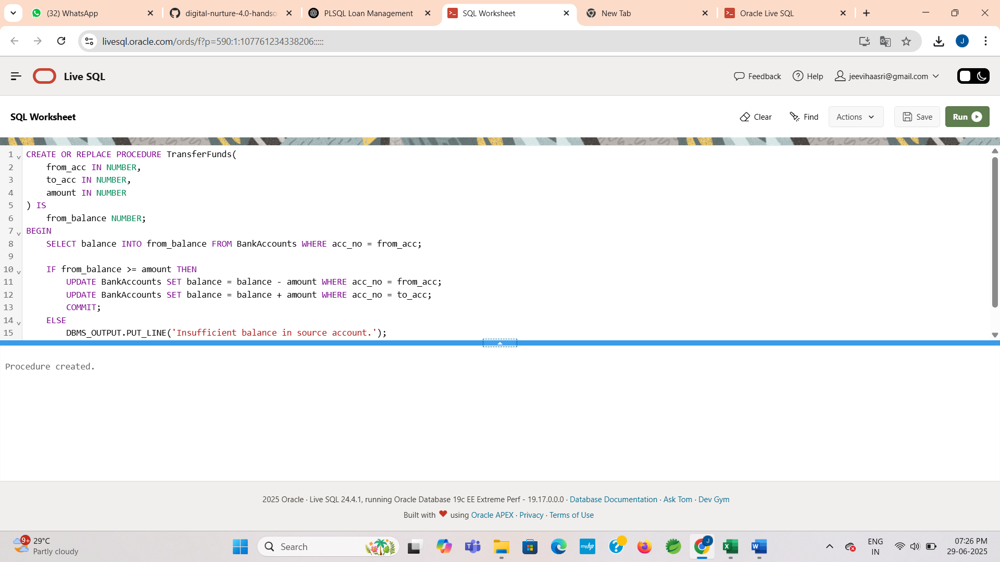 (32) WhatsApp
digital-nurture-4.0-handso
PLSQL Loan Management
SQL Worksheet
New Tab
Oracle Live SQL
livesql.oracle.com/ords/f?p=590:1:107761234338206:::::
J
Live SQL
Feedback
Help
jeevihaasri@gmail.com
SQL Worksheet
Clear
Find
Actions
Save
Run
1 CREATE OR REPLACE PROCEDURE TransferFunds(
2 from_acc IN NUMBER,
3 to_acc IN NUMBER,
4 amount IN NUMBER
5 ) IS
6 from_balance NUMBER;
7 BEGIN
8 SELECT balance INTO from_balance FROM BankAccounts WHERE acc_no = from_acc;
9
10 IF from_balance >= amount THEN
11 UPDATE BankAccounts SET balance = balance - amount WHERE acc_no = from_acc;
12 UPDATE BankAccounts SET balance = balance + amount WHERE acc_no = to_acc;
13 COMMIT;
14 ELSE
15 DBMS_OUTPUT.PUT_LINE('Insufficient balance in source account.');
Procedure created.
2025 Oracle · Live SQL 24.4.1, running Oracle Database 19c EE Extreme Perf - 19.17.0.0.0 · Database Documentation · Ask Tom · Dev Gym
Built with ❤ using Oracle APEX · Privacy · Terms of Use
9+
29°C
Partly cloudy
Search
myhp
J
ENG
IN
07:26 PM
29-06-2025